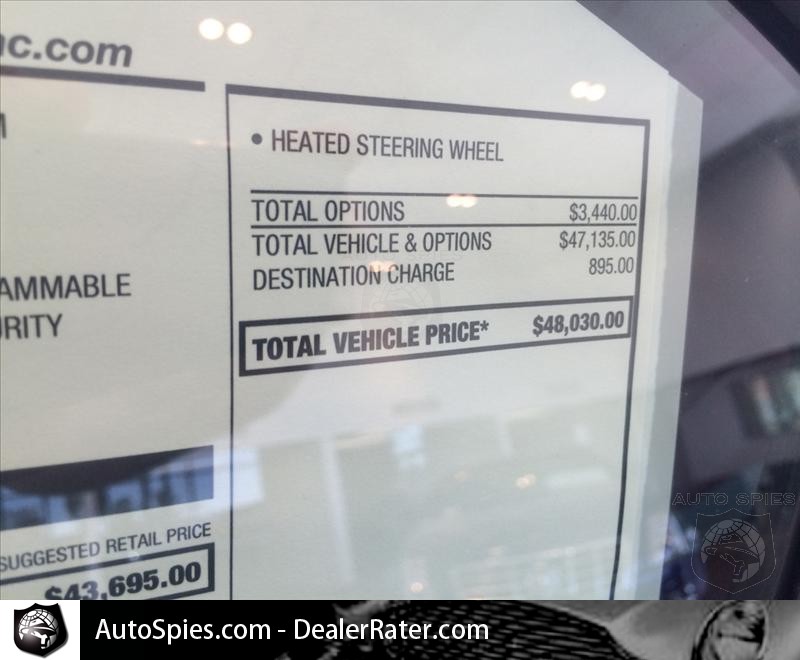 c.com
• HEATED STEERING WHEEL
TOTAL OPTIONS $3,440.00
TOTAL VEHICLE & OPTIONS $47,135.00
DESTINATION CHARGE 895.00
TOTAL VEHICLE PRICE* $48,030.00
AMMABLE
RITY
SUGGESTED RETAIL PRICE
$43,695.00
AUTO SPIES
AutoSpies.com - DealerRater.com